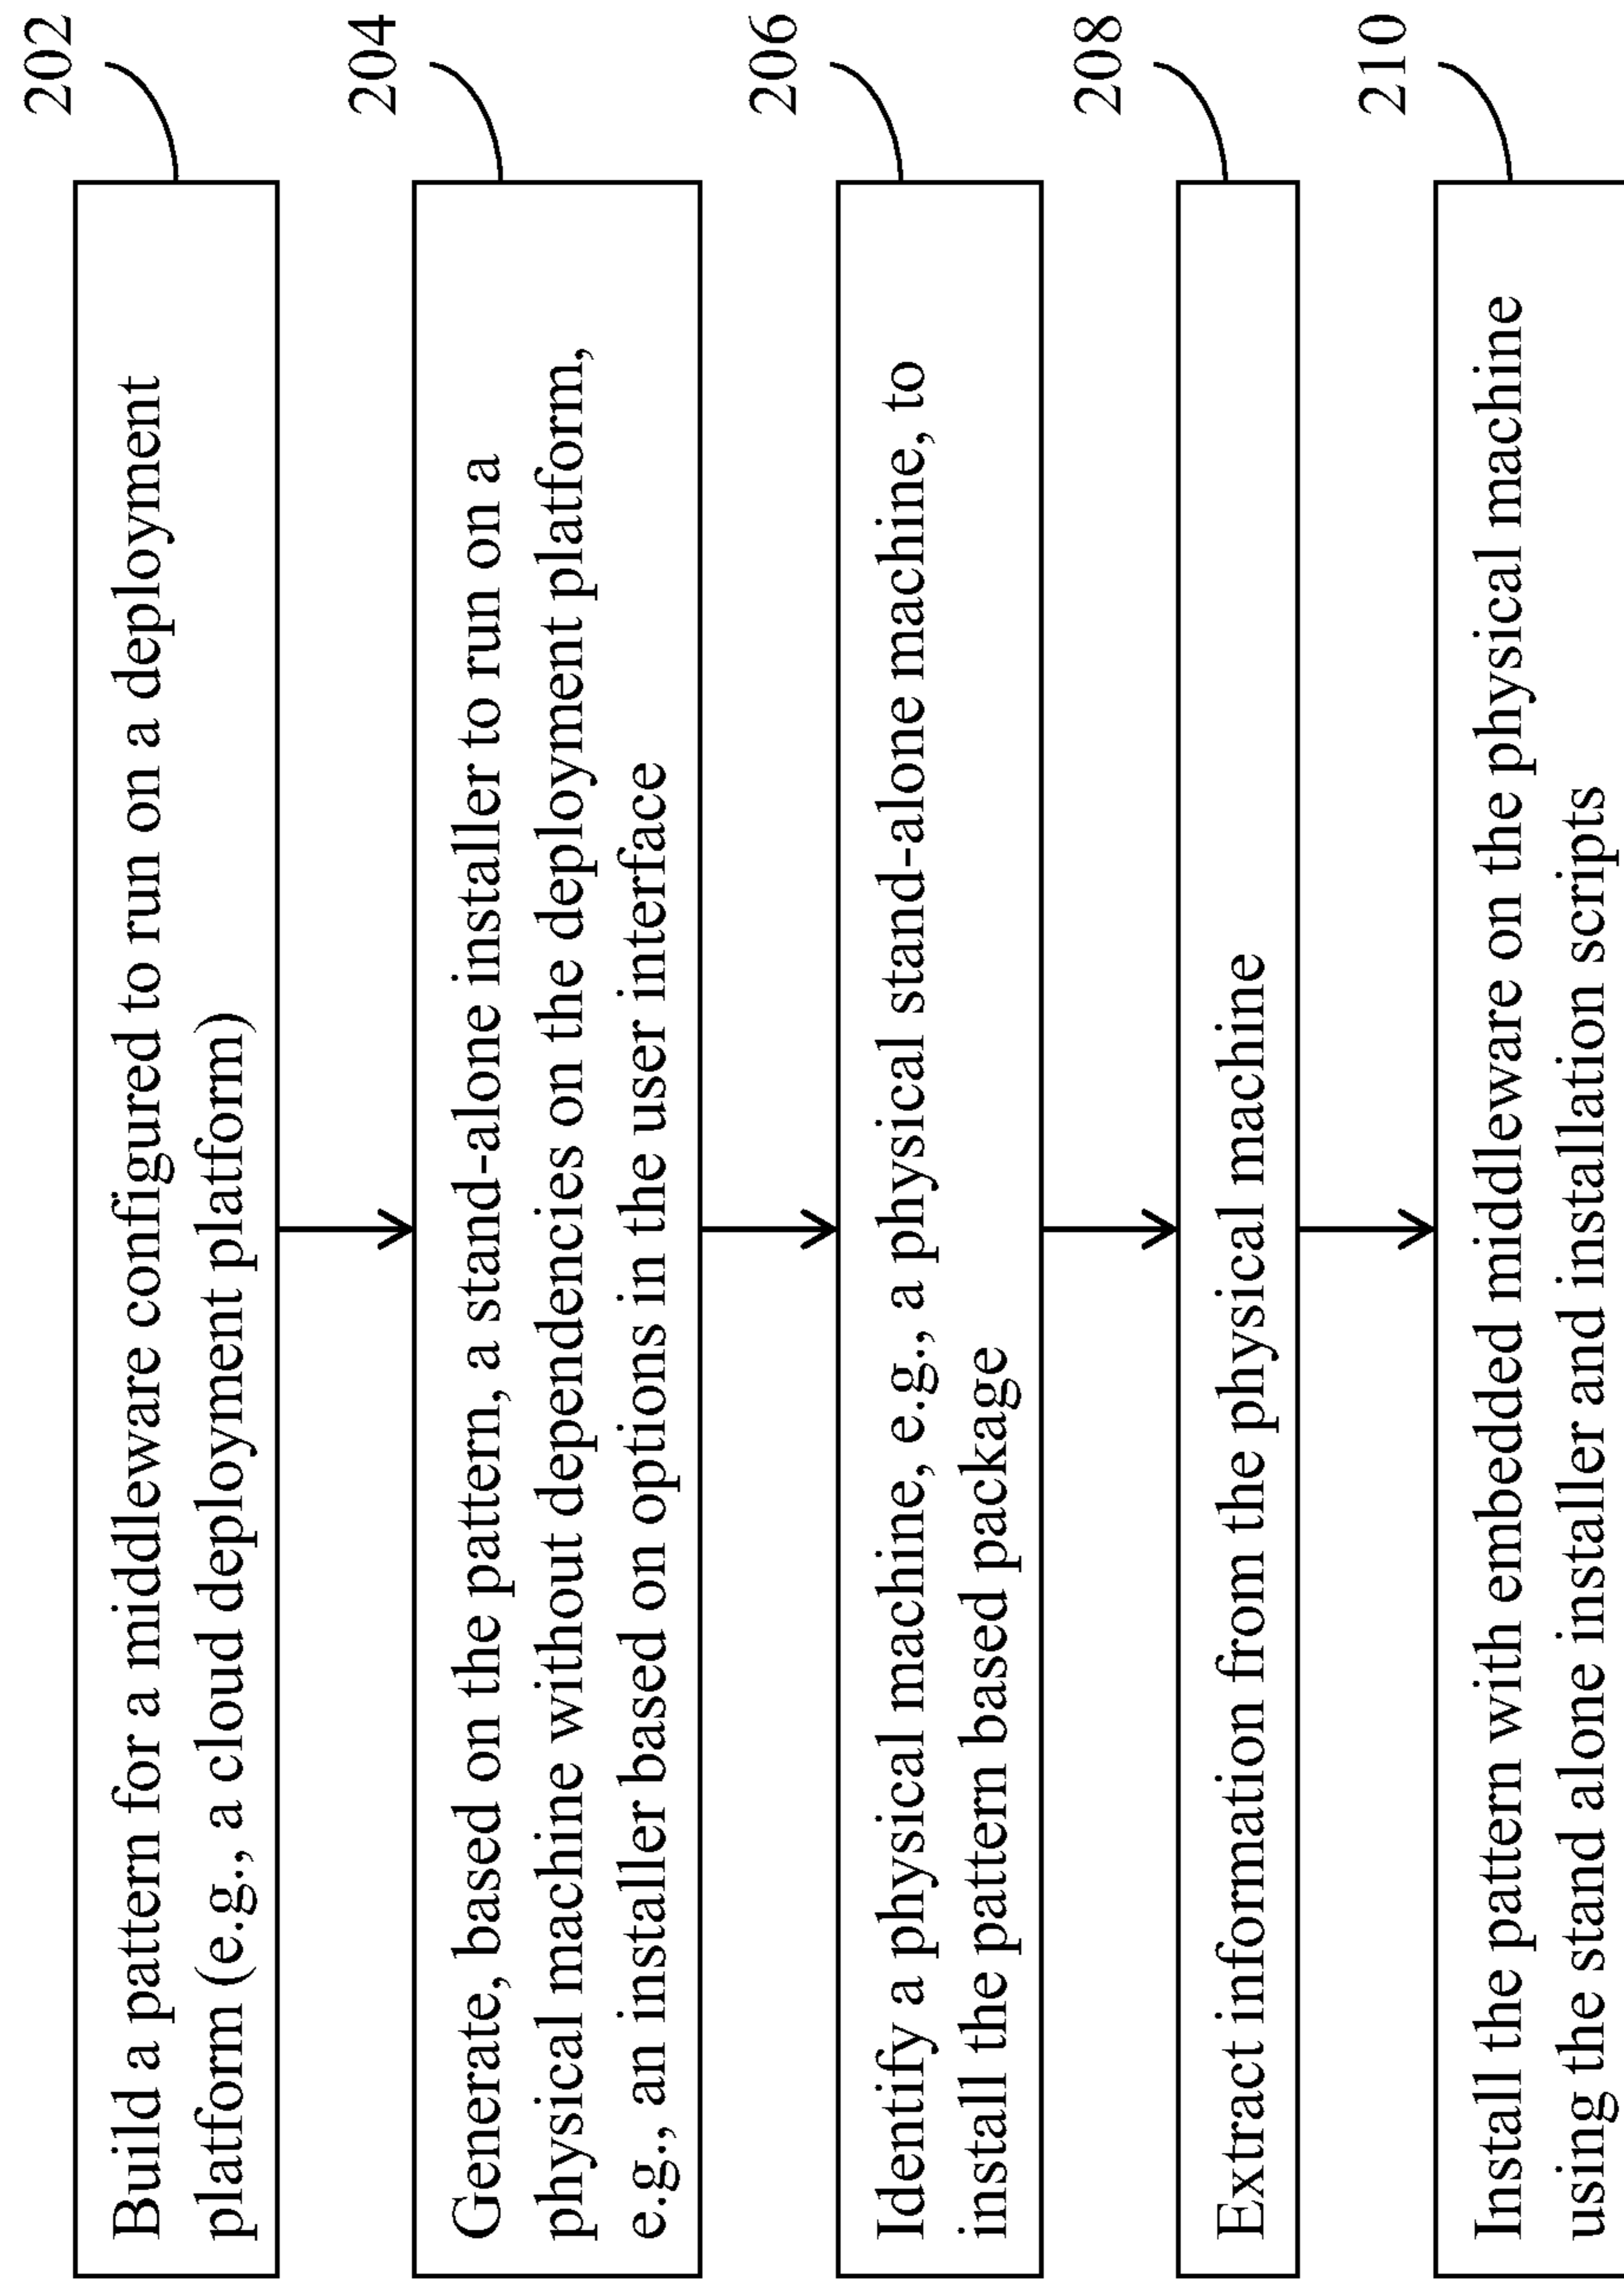 202
Build a pattern for a middleware configured to run on a deployment
platform (e.g., a cloud deployment platform)
204
Generate, based on the pattern, a stand-alone installer to run on a
physical machine without dependencies on the deployment platform,
e.g., an installer based on options in the user interface
206
Identify a physical machine, e.g., a physical stand-alone machine, to
install the pattern based package
208
Extract information from the physical machine
210
Install the pattern with embedded middleware on the physical machine
using the stand alone installer and installation scripts